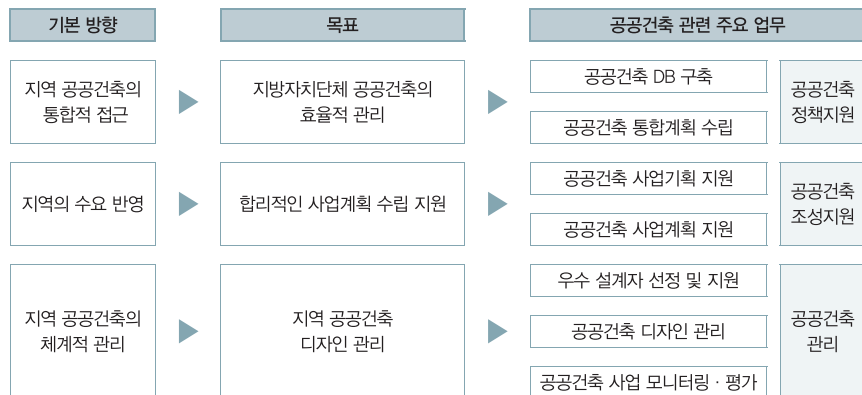 기본 방향
목표
공공건축 관련 주요 업무
지역 공공건축의
통합적 접근
지방자치단체 공공건축의
효율적 관리
공공건축 DB 구축
공공건축 통합계획 수립
공공건축
정책지원
지역의 수요 반영
합리적인 사업계획 수립 지원
공공건축 사업기획 지원
공공건축 사업계획 지원
공공건축
조성지원
지역 공공건축의
체계적 관리
지역 공공건축
디자인 관리
우수 설계자 선정 및 지원
공공건축 디자인 관리
공공건축 사업 모니터링 · 평가
공공건축
관리